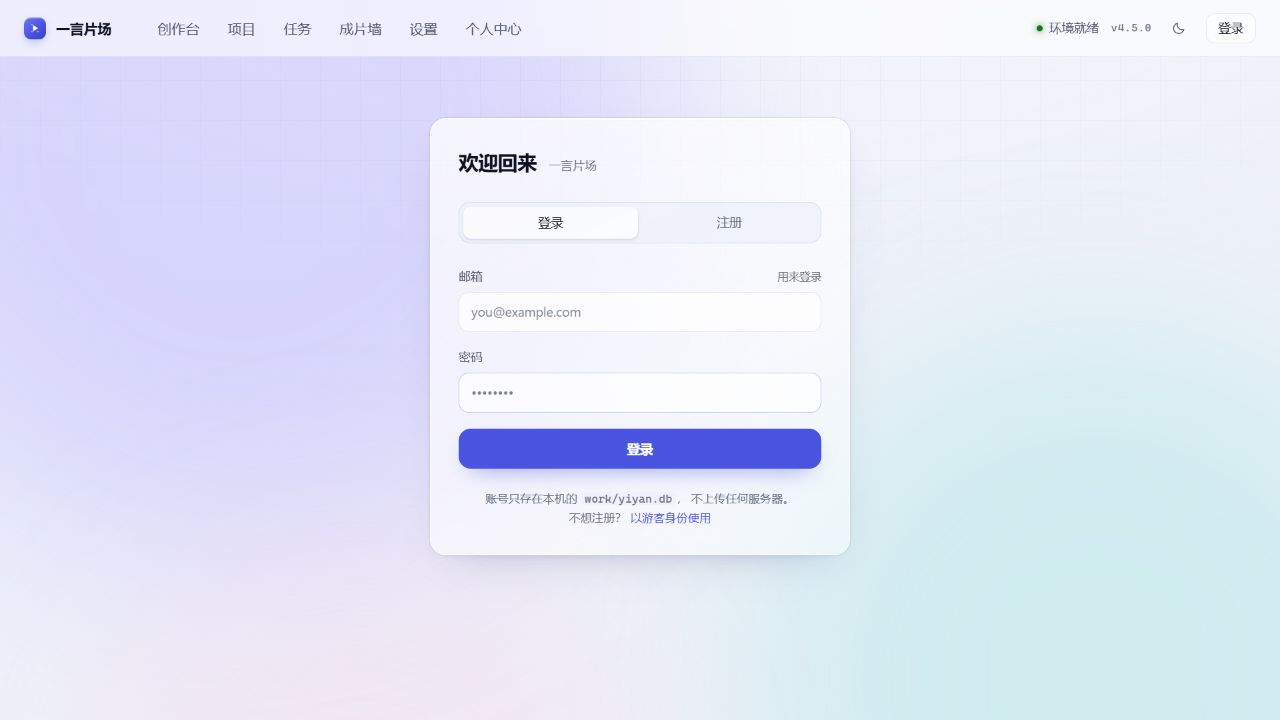 一言片场 创作台 项目 任务 成片墙 设置 个人中心 环境就绪 v4.5.0 登录
欢迎回来 一言片场
登录 注册
邮箱 用来登录
you@example.com
密码
••••••••
登录
账号只存在本机的 work/yiyan.db ，不上传任何服务器。
不想注册？ 以游客身份使用